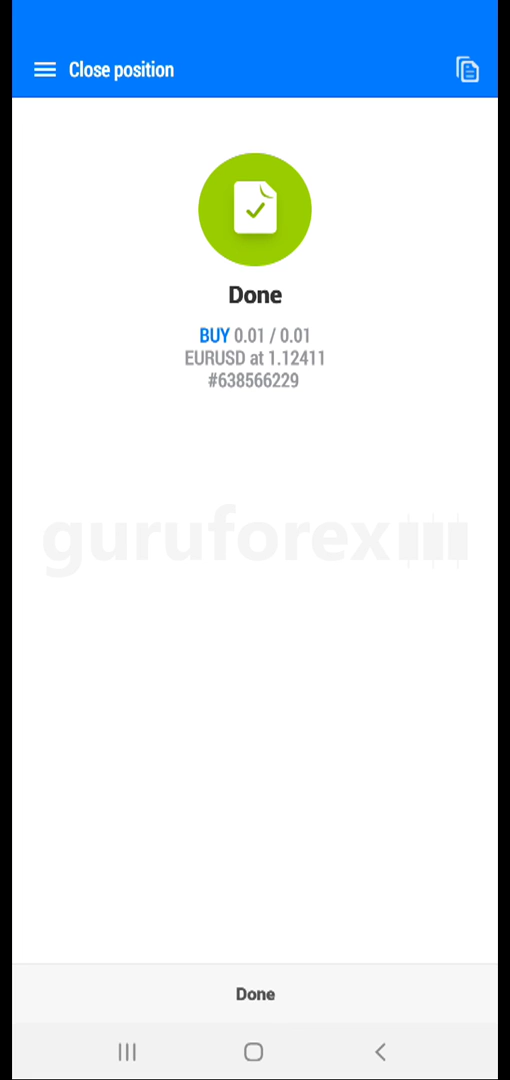 Close position
Done
BUY 0.01 / 0.01
EURUSD at 1.12411
#638566229
guruforex
Done